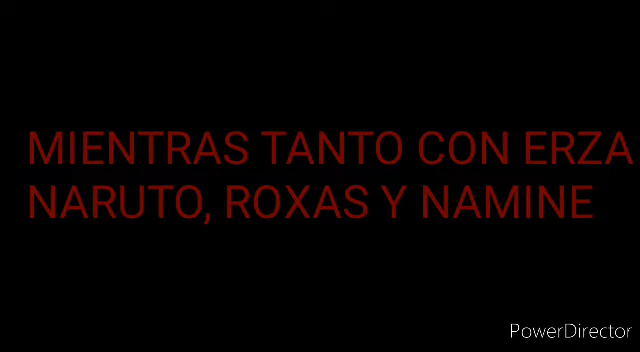 MIENTRAS TANTO CON ERZA
NARUTO, ROXAS Y NAMINE
PowerDirector